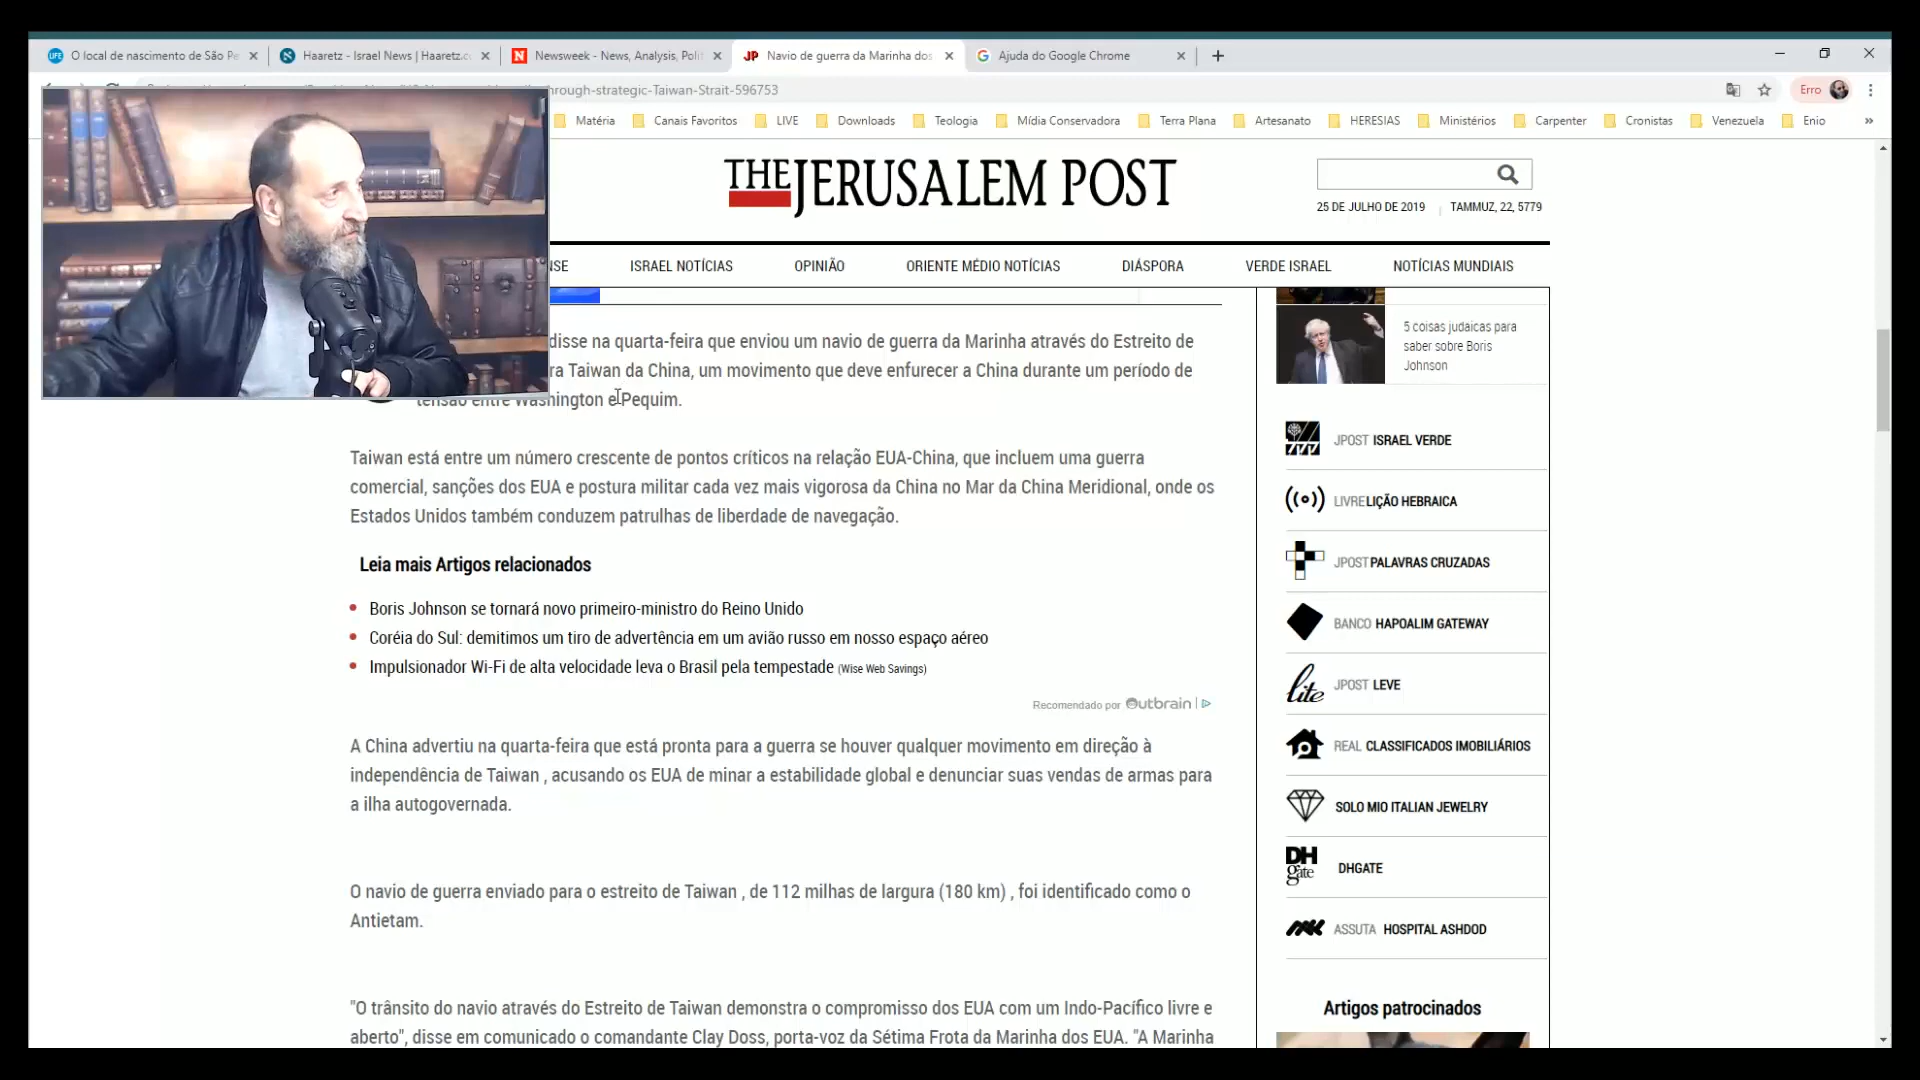 O local de nascimento de São Pe
Haaretz - Israel News | Haaretz.c
Newsweek - News, Analysis, Polit
Navio de guerra da Marinha dos
Ajuda do Google Chrome
hrough-strategic-Taiwan-Strait-596753
Erro
Matéria
Canais Favoritos
LIVE
Downloads
Teologia
Mídia Conservadora
Terra Plana
Artesanato
HERESIAS
Ministérios
Carpenter
Cronistas
Venezuela
Enio
THE JERUSALEM POST
25 DE JULHO DE 2019
TAMMUZ, 22, 5779
NSE
ISRAEL NOTÍCIAS
OPINIÃO
ORIENTE MÉDIO NOTÍCIAS
DIÁSPORA
VERDE ISRAEL
NOTÍCIAS MUNDIAIS
disse na quarta-feira que enviou um navio de guerra da Marinha através do Estreito de
ra Taiwan da China, um movimento que deve enfurecer a China durante um período de
tensão entre Washington e Pequim.
Taiwan está entre um número crescente de pontos críticos na relação EUA-China, que incluem uma guerra
comercial, sanções dos EUA e postura militar cada vez mais vigorosa da China no Mar da China Meridional, onde os
Estados Unidos também conduzem patrulhas de liberdade de navegação.
Leia mais Artigos relacionados
Boris Johnson se tornará novo primeiro-ministro do Reino Unido
Coréia do Sul: demitimos um tiro de advertência em um avião russo em nosso espaço aéreo
Impulsionador Wi-Fi de alta velocidade leva o Brasil pela tempestade (Wise Web Savings)
Recomendado por Outbrain
A China advertiu na quarta-feira que está pronta para a guerra se houver qualquer movimento em direção à
independência de Taiwan , acusando os EUA de minar a estabilidade global e denunciar suas vendas de armas para
a ilha autogovernada.
O navio de guerra enviado para o estreito de Taiwan , de 112 milhas de largura (180 km) , foi identificado como o
Antietam.
"O trânsito do navio através do Estreito de Taiwan demonstra o compromisso dos EUA com um Indo-Pacífico livre e
aberto", disse em comunicado o comandante Clay Doss, porta-voz da Sétima Frota da Marinha dos EUA. "A Marinha
5 coisas judaicas para
saber sobre Boris
Johnson
JPOST ISRAEL VERDE
LIVRE LIÇÃO HEBRAICA
JPOST PALAVRAS CRUZADAS
BANCO HAPOALIM GATEWAY
lite JPOST LEVE
REAL CLASSIFICADOS IMOBILIÁRIOS
SOLO MIO ITALIAN JEWELRY
DH gate DHGATE
ASSUTA HOSPITAL ASHDOD
Artigos patrocinados